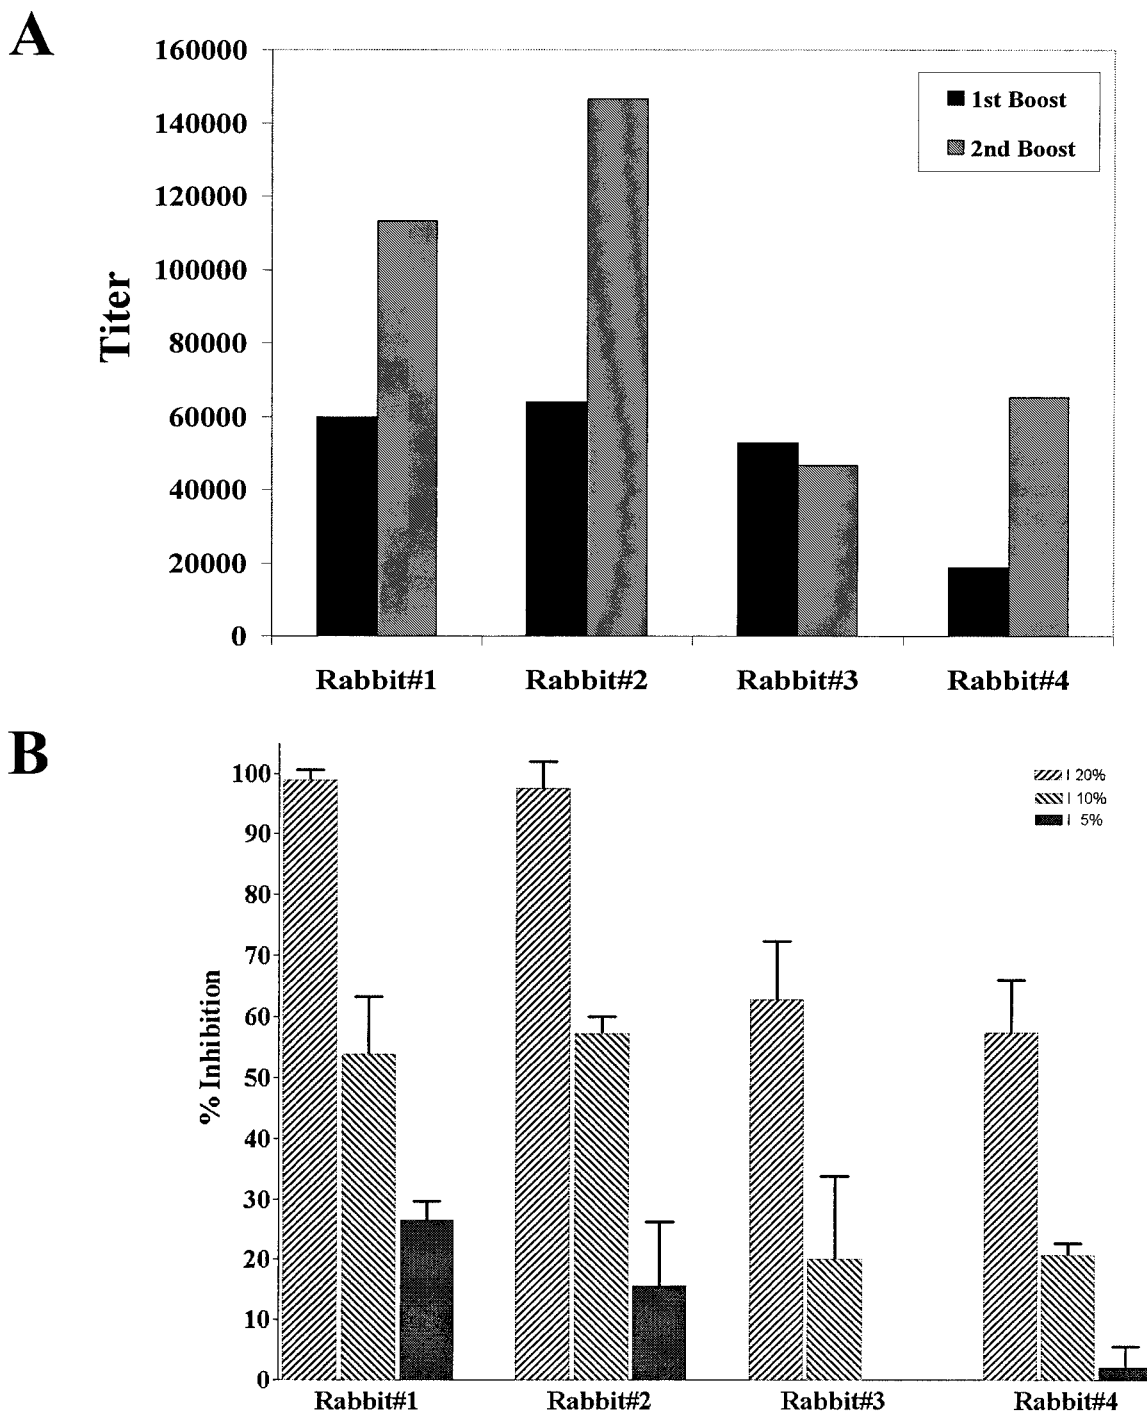 A
160000
140000
120000
100000
80000
60000
40000
20000
0
Titer
1st Boost
2nd Boost
Rabbit#1 Rabbit#2 Rabbit#3 Rabbit#4
B
100
90
80
70
60
50
40
30
20
10
0
% Inhibition
I 20%
I 10%
I 5%
Rabbit#1 Rabbit#2 Rabbit#3 Rabbit#4